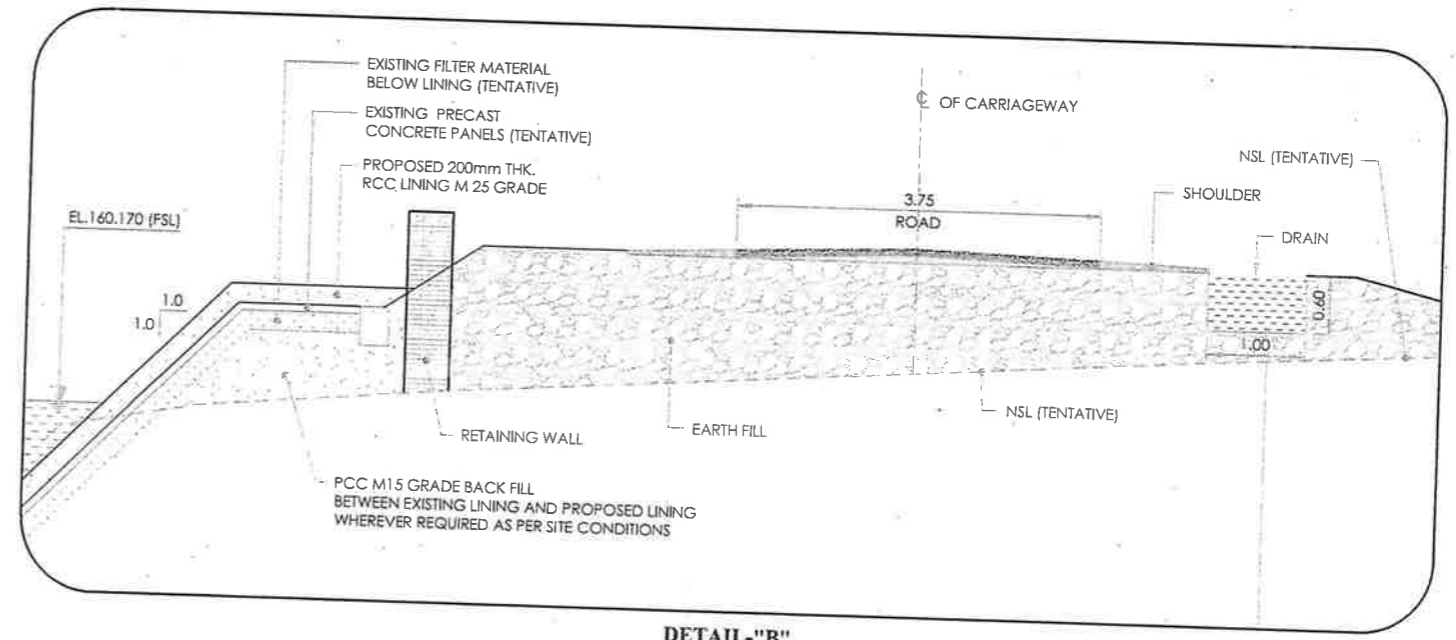 EXISTING FILTER MATERIAL
BELOW LINING (TENTATIVE)
EXISTING PRECAST
CONCRETE PANELS (TENTATIVE)
PROPOSED 200mm THK.
RCC LINING M 25 GRADE
EL.160.170 (FSL)
1.0
1.0
℄ OF CARRIAGEWAY
3.75
ROAD
NSL (TENTATIVE)
SHOULDER
DRAIN
0.60
1.00
NSL (TENTATIVE)
EARTH FILL
RETAINING WALL
PCC M15 GRADE BACK FILL
BETWEEN EXISTING LINING AND PROPOSED LINING
WHEREVER REQUIRED AS PER SITE CONDITIONS
DETAIL-"B"